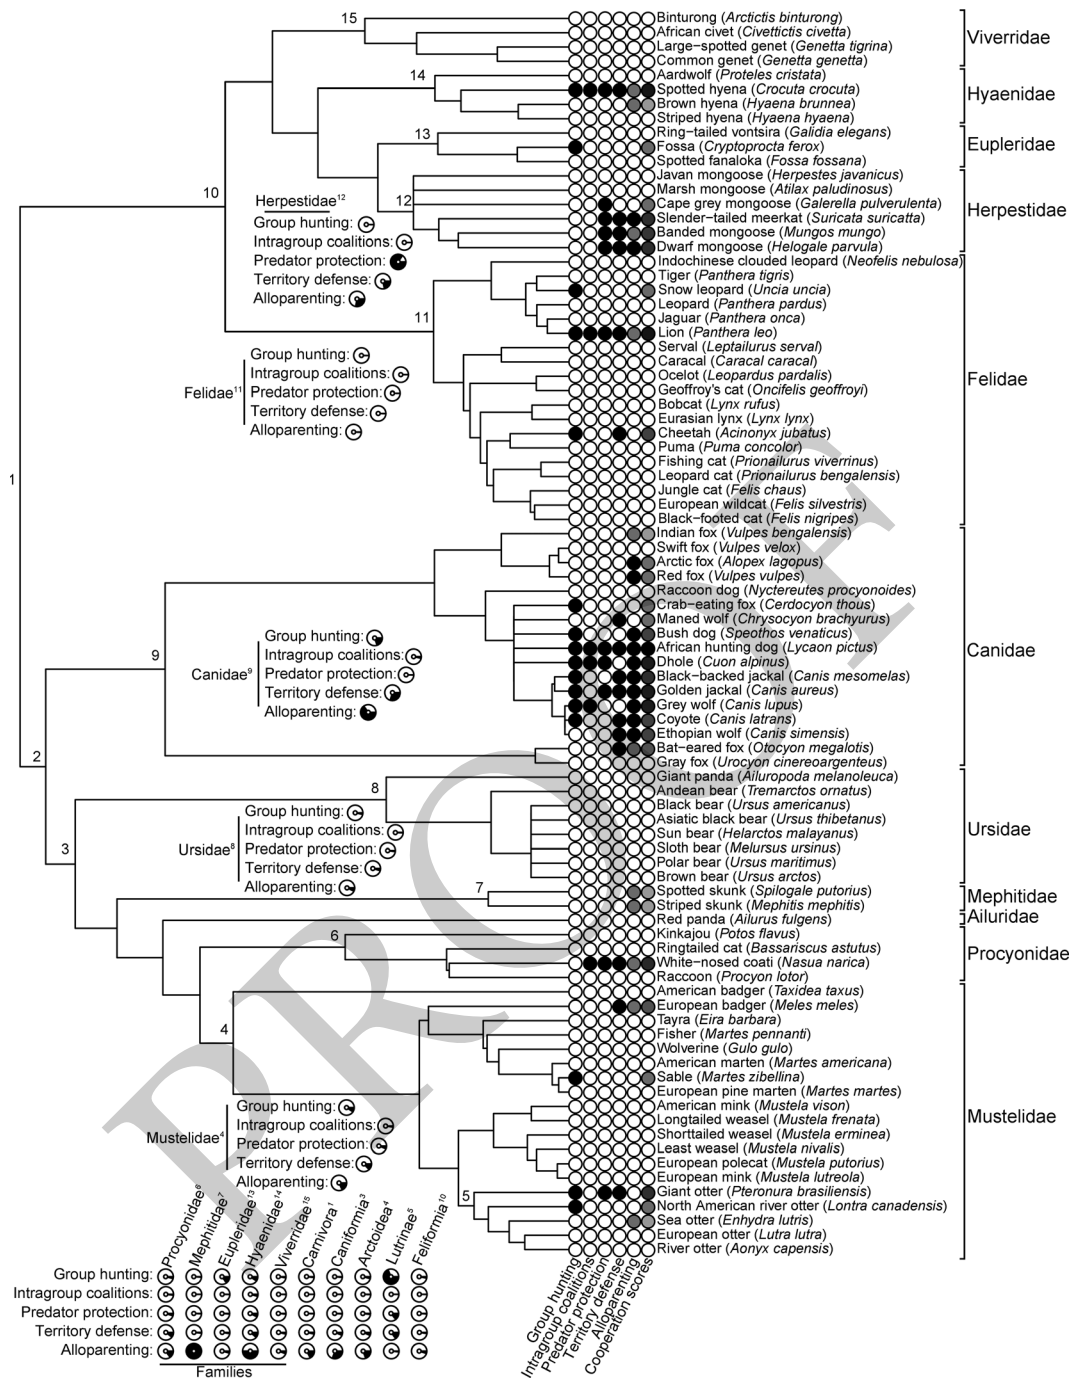 Binturong (Arctictis binturong)
African civet (Civettictis civetta)
Large-spotted genet (Genetta tigrina)
Common genet (Genetta genetta)
Aardwolf (Proteles cristata)
Spotted hyena (Crocuta crocuta)
Brown hyena (Hyaena brunnea)
Striped hyena (Hyaena hyaena)
Ring-tailed vontsira (Galidia elegans)
Fossa (Cryptoprocta ferox)
Spotted fanaloka (Fossa fossana)
Javan mongoose (Herpestes javanicus)
Marsh mongoose (Atilax paludinosus)
Cape grey mongoose (Galerella pulverulenta)
Slender-tailed meerkat (Suricata suricatta)
Banded mongoose (Mungos mungo)
Dwarf mongoose (Helogale parvula)
Indochinese clouded leopard (Neofelis nebulosa)
Tiger (Panthera tigris)
Snow leopard (Uncia uncia)
Leopard (Panthera pardus)
Jaguar (Panthera onca)
Lion (Panthera leo)
Serval (Leptailurus serval)
Caracal (Caracal caracal)
Ocelot (Leopardus pardalis)
Geoffroy's cat (Oncifelis geoffroyi)
Bobcat (Lynx rufus)
Eurasian lynx (Lynx lynx)
Cheetah (Acinonyx jubatus)
Puma (Puma concolor)
Fishing cat (Prionailurus viverrinus)
Leopard cat (Prionailurus bengalensis)
Jungle cat (Felis chaus)
European wildcat (Felis silvestris)
Black-footed cat (Felis nigripes)
Indian fox (Vulpes bengalensis)
Swift fox (Vulpes velox)
Arctic fox (Alopex lagopus)
Red fox (Vulpes vulpes)
Raccoon dog (Nyctereutes procyonoides)
Crab-eating fox (Cerdocyon thous)
Maned wolf (Chrysocyon brachyurus)
Bush dog (Speothos venaticus)
African hunting dog (Lycaon pictus)
Dhole (Cuon alpinus)
Black-backed jackal (Canis mesomelas)
Golden jackal (Canis aureus)
Grey wolf (Canis lupus)
Coyote (Canis latrans)
Ethopian wolf (Canis simensis)
Bat-eared fox (Otocyon megalotis)
Gray fox (Urocyon cinereoargenteus)
Giant panda (Ailuropoda melanoleuca)
Andean bear (Tremarctos ornatus)
Black bear (Ursus americanus)
Asiatic black bear (Ursus thibetanus)
Sun bear (Helarctos malayanus)
Sloth bear (Melursus ursinus)
Polar bear (Ursus maritimus)
Brown bear (Ursus arctos)
Spotted skunk (Spilogale putorius)
Striped skunk (Mephitis mephitis)
Red panda (Ailurus fulgens)
Kinkajou (Potos flavus)
Ringtailed cat (Bassariscus astutus)
White-nosed coati (Nasua narica)
Raccoon (Procyon lotor)
American badger (Taxidea taxus)
European badger (Meles meles)
Tayra (Eira barbara)
Fisher (Martes pennanti)
Wolverine (Gulo gulo)
American marten (Martes americana)
Sable (Martes zibellina)
European pine marten (Martes martes)
American mink (Mustela vison)
Longtailed weasel (Mustela frenata)
Shorttailed weasel (Mustela erminea)
Least weasel (Mustela nivalis)
European polecat (Mustela putorius)
European mink (Mustela lutreola)
Giant otter (Pteronura brasiliensis)
North American river otter (Lontra canadensis)
Sea otter (Enhydra lutris)
European otter (Lutra lutra)
River otter (Aonyx capensis)
Viverridae
Hyaenidae
Eupleridae
Herpestidae
Felidae
Canidae
Ursidae
Mephitidae
Ailuridae
Procyonidae
Mustelidae
15
14
13
10
12
11
1
9
2
8
3
7
6
4
5
Herpestidae¹²
Group hunting:
Intragroup coalitions:
Predator protection:
Territory defense:
Alloparenting:
Felidae¹¹
Group hunting:
Intragroup coalitions:
Predator protection:
Territory defense:
Alloparenting:
Canidae⁹
Group hunting:
Intragroup coalitions:
Predator protection:
Territory defense:
Alloparenting:
Ursidae⁸
Group hunting:
Intragroup coalitions:
Predator protection:
Territory defense:
Alloparenting:
Mustelidae⁴
Group hunting:
Intragroup coalitions:
Predator protection:
Territory defense:
Alloparenting:
Procyonidae⁶
Mephitidae⁷
Eupleridae¹³
Hyaenidae¹⁴
Viverridae¹⁵
Carnivora¹
Caniformia³
Arctoidea⁴
Lutrinae⁵
Feliformia¹⁰
Group hunting:
Intragroup coalitions:
Predator protection:
Territory defense:
Alloparenting:
Families
Group hunting
Intragroup coalitions
Predator protection
Territory defense
Alloparenting
Cooperation scores
PROOF